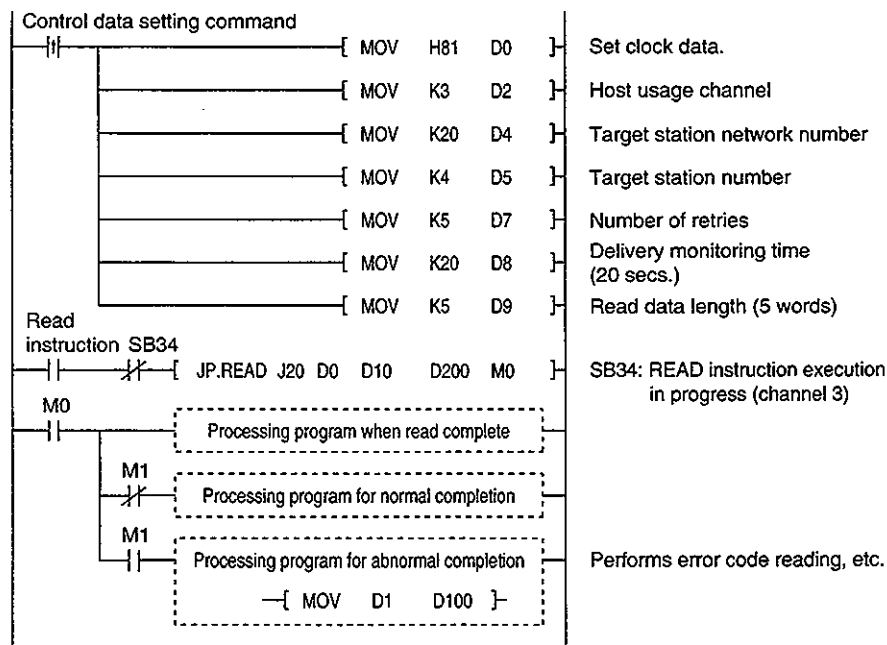 Control data setting command
MOV H81 D0 Set clock data.
MOV K3 D2 Host usage channel
MOV K20 D4 Target station network number
MOV K4 D5 Target station number
MOV K5 D7 Number of retries
MOV K20 D8 Delivery monitoring time
(20 secs.)
MOV K5 D9 Read data length (5 words)
Read
instruction SB34
JP.READ J20 D0 D10 D200 M0 SB34: READ instruction execution
in progress (channel 3)
M0
Processing program when read complete
M1
Processing program for normal completion
M1
Processing program for abnormal completion Performs error code reading, etc.
MOV D1 D100